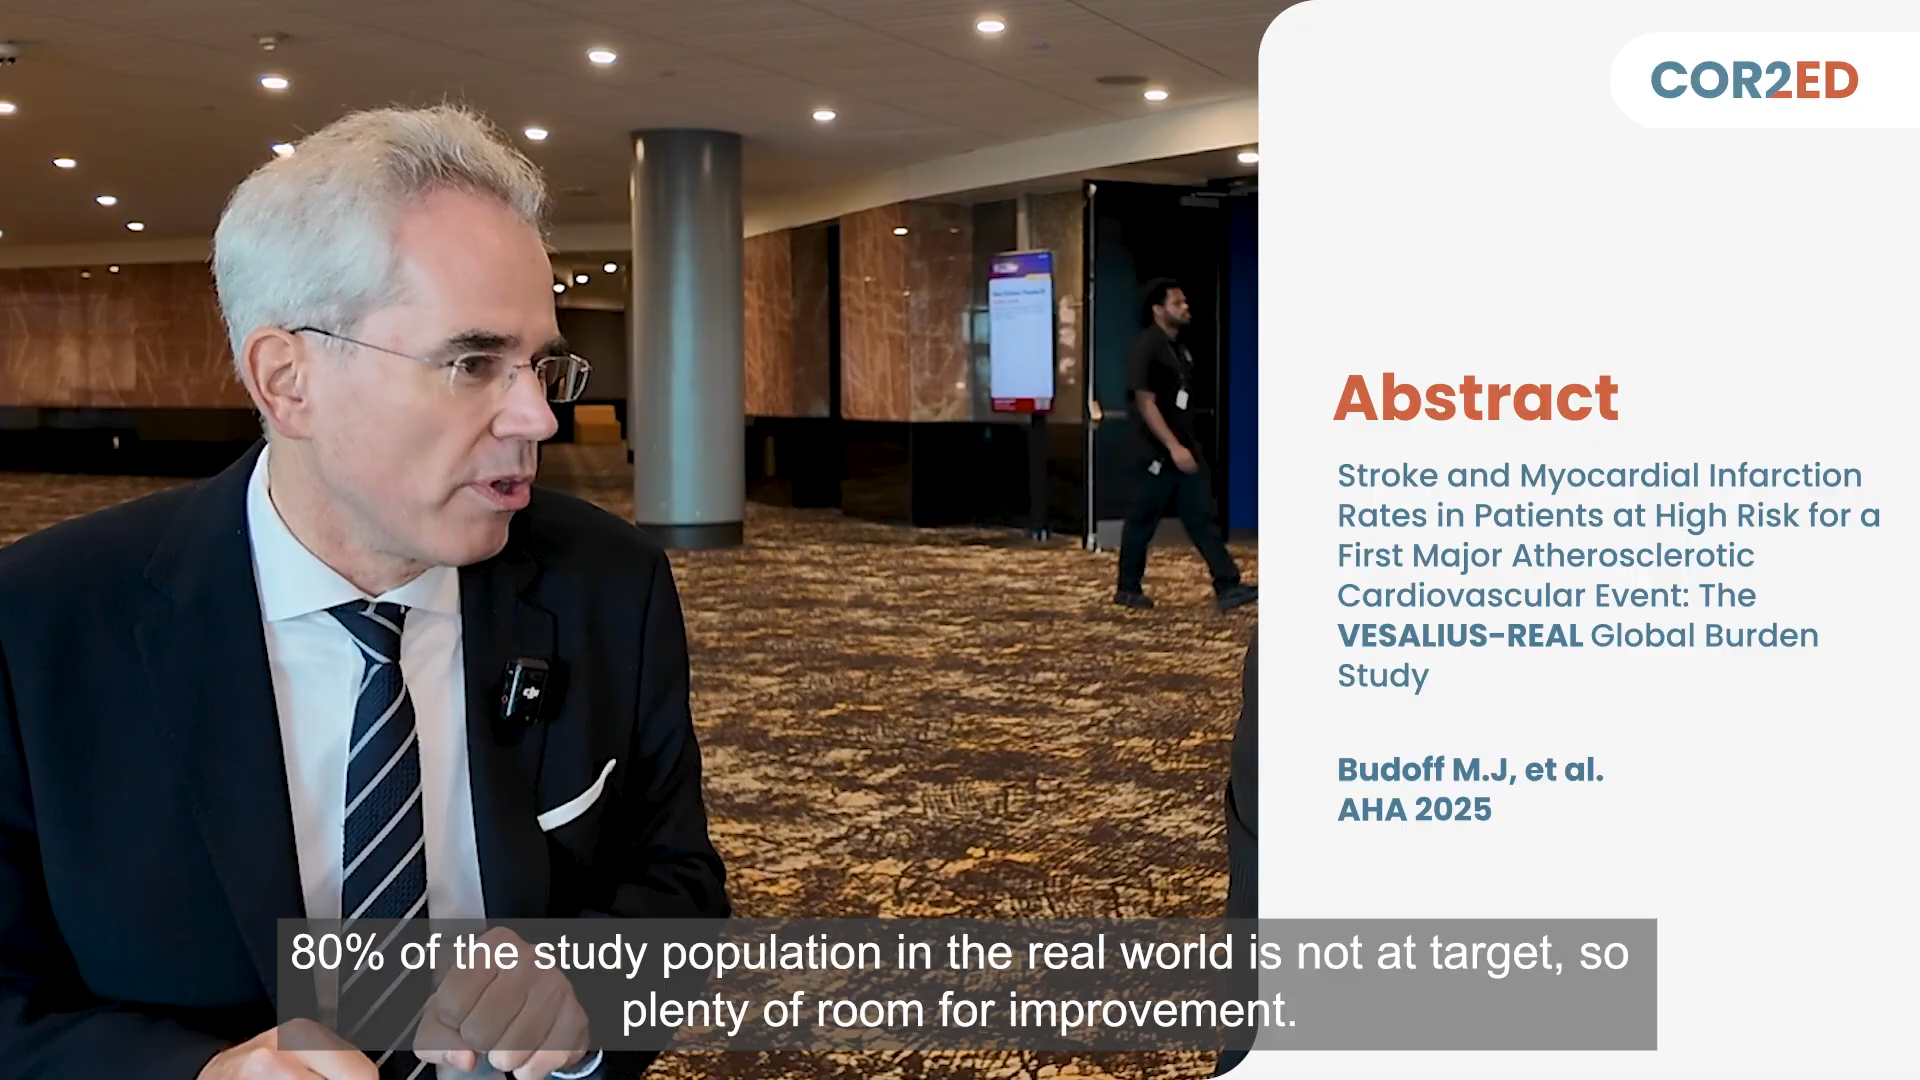 COR2ED
Abstract
Stroke and Myocardial Infarction
Rates in Patients at High Risk for a
First Major Atherosclerotic
Cardiovascular Event: The
VESALIUS-REAL Global Burden
Study
Budoff M.J, et al.
AHA 2025
80% of the study population in the real world is not at target, so
plenty of room for improvement.